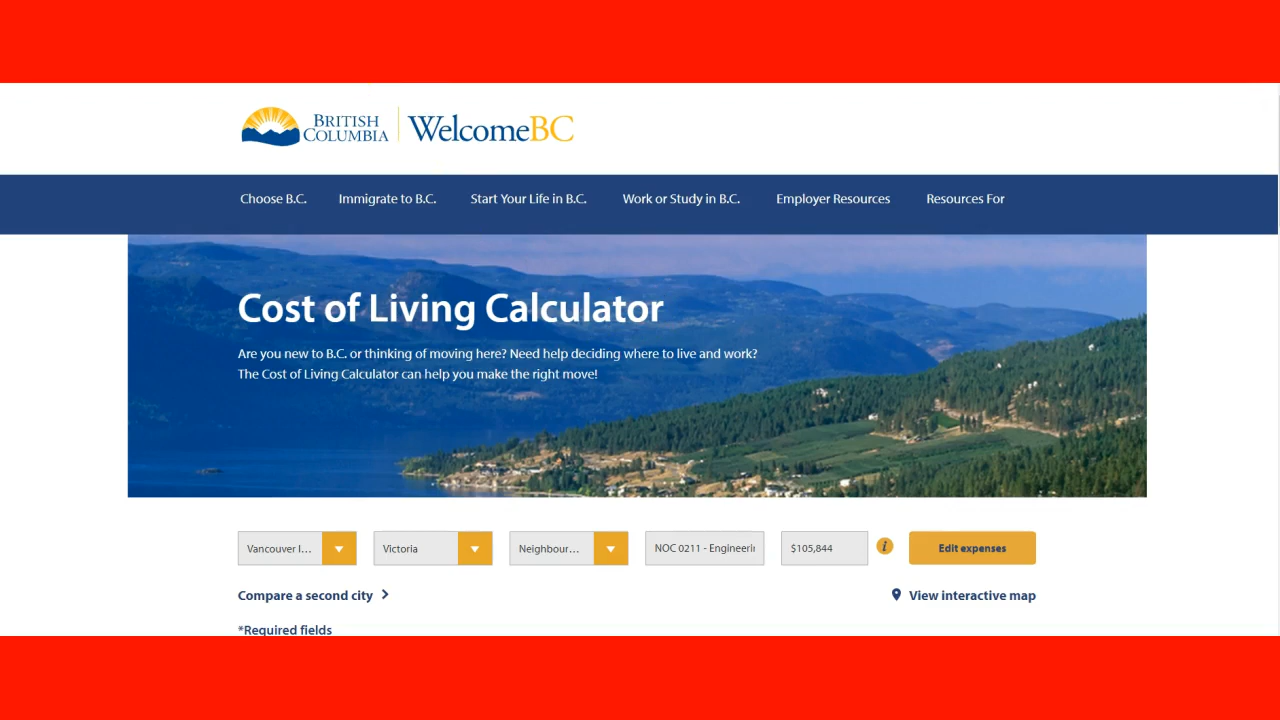 BRITISH
COLUMBIA
WelcomeBC
Choose B.C. Immigrate to B.C. Start Your Life in B.C. Work or Study in B.C. Employer Resources Resources For
Cost of Living Calculator
Are you new to B.C. or thinking of moving here? Need help deciding where to live and work?
The Cost of Living Calculator can help you make the right move!
Vancouver I... Victoria Neighbour... NOC 0211 - Engineerin $105,844 i Edit expenses
Compare a second city View interactive map
*Required fields